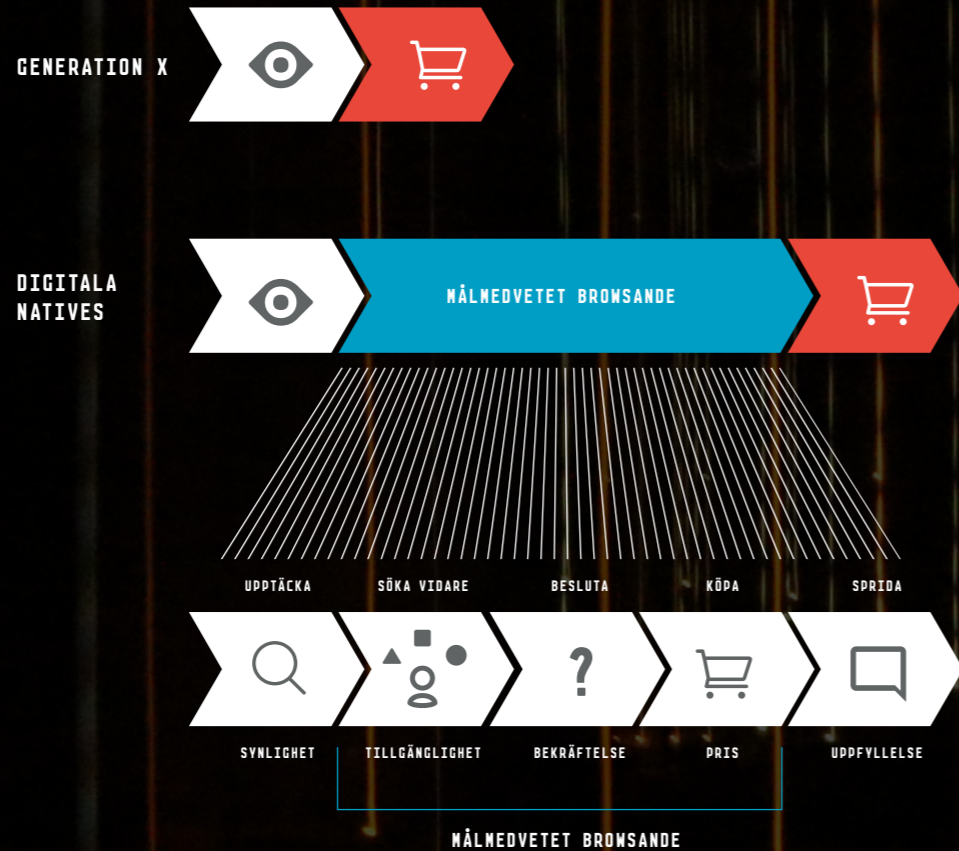 GENERATION X
DIGITALA
NATIVES
MÅLMEDVETET BROWSANDE
UPPTÄCKA
SÖKA VIDARE
BESLUTA
KÖPA
SPRIDA
?
SYNLIGHET
TILLGÄNGLIGHET
BEKRÄFTELSE
PRIS
UPPFYLLELSE
MÅLMEDVETET BROWSANDE